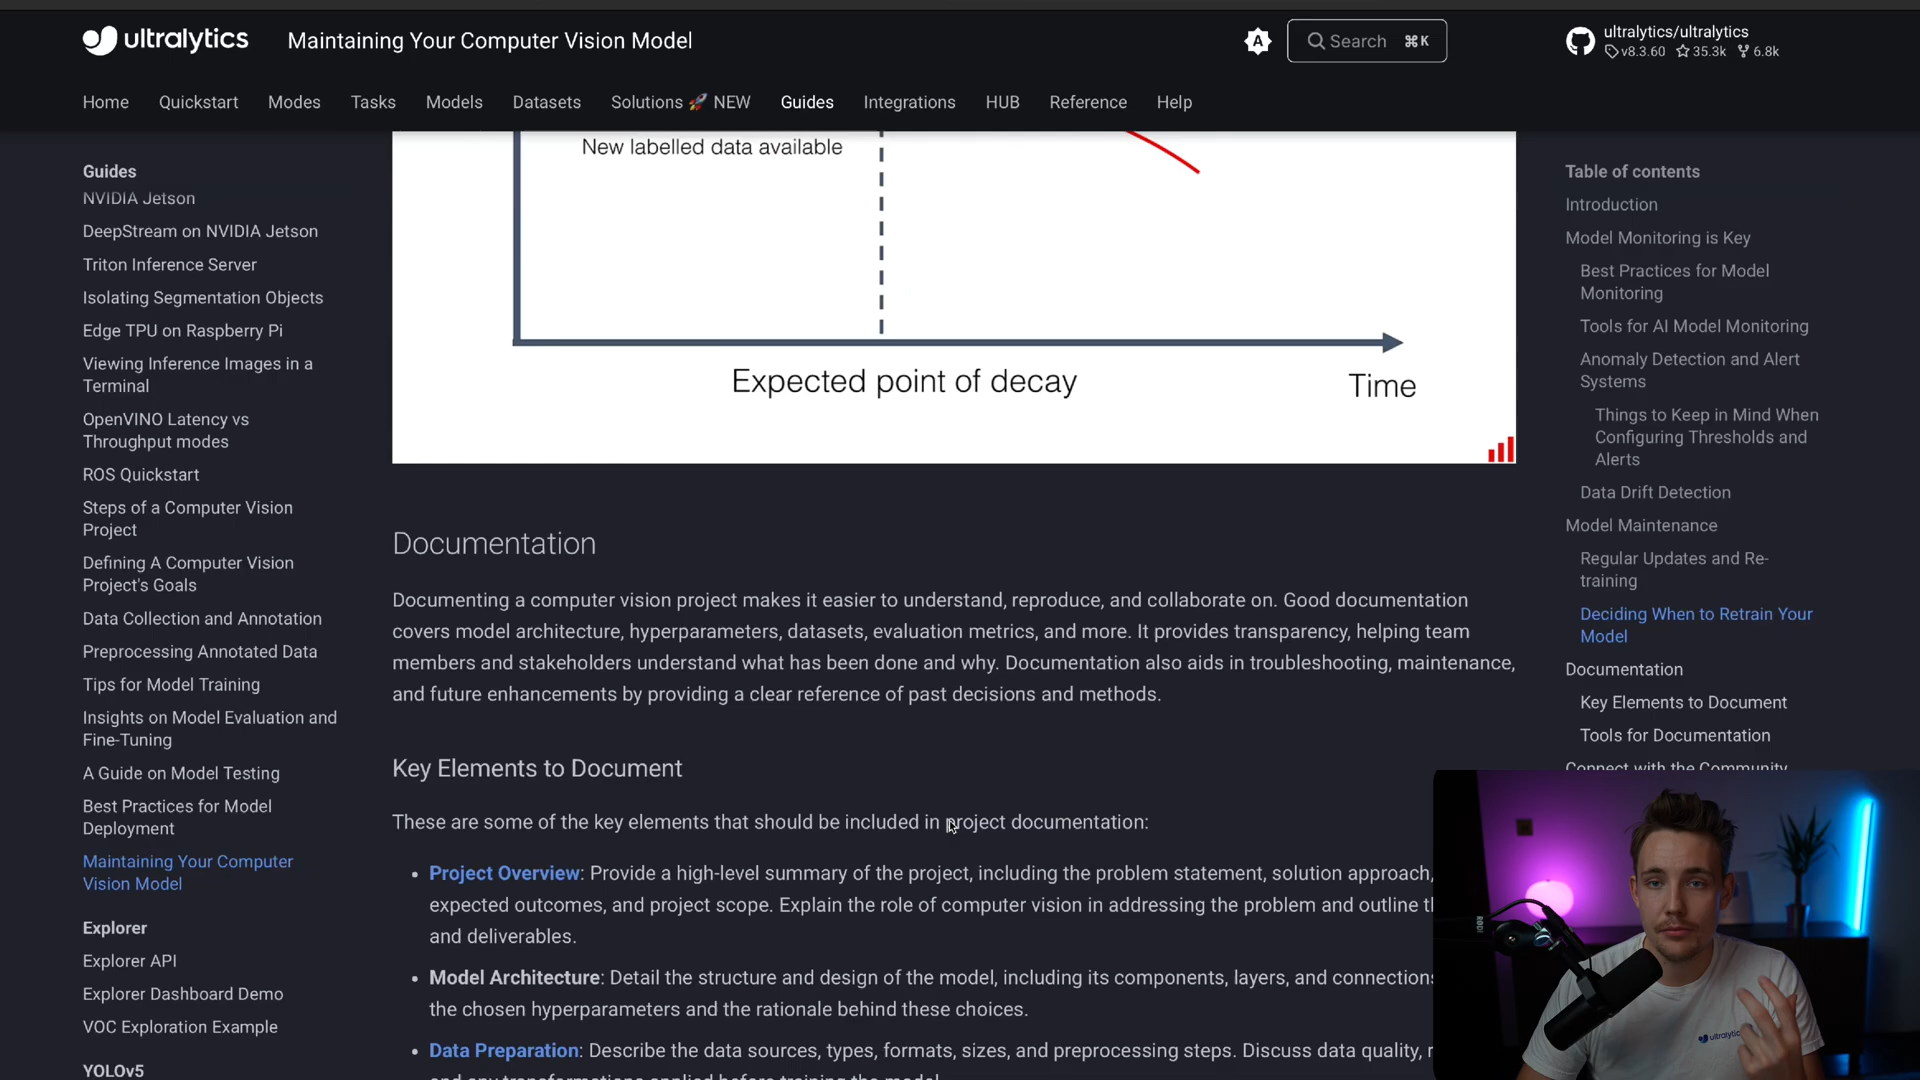 ultralytics
Maintaining Your Computer Vision Model
A
Search ⌘K
ultralytics/ultralytics
v8.3.60 35.3k 6.8k
Home Quickstart Modes Tasks Models Datasets Solutions 🚀 NEW Guides Integrations HUB Reference Help
Guides
NVIDIA Jetson
DeepStream on NVIDIA Jetson
Triton Inference Server
Isolating Segmentation Objects
Edge TPU on Raspberry Pi
Viewing Inference Images in a
Terminal
OpenVINO Latency vs
Throughput modes
ROS Quickstart
Steps of a Computer Vision
Project
Defining A Computer Vision
Project's Goals
Data Collection and Annotation
Preprocessing Annotated Data
Tips for Model Training
Insights on Model Evaluation and
Fine-Tuning
A Guide on Model Testing
Best Practices for Model
Deployment
Maintaining Your Computer
Vision Model
Explorer
Explorer API
Explorer Dashboard Demo
VOC Exploration Example
YOLOv5
New labelled data available
Expected point of decay
Time
Documentation
Documenting a computer vision project makes it easier to understand, reproduce, and collaborate on. Good documentation
covers model architecture, hyperparameters, datasets, evaluation metrics, and more. It provides transparency, helping team
members and stakeholders understand what has been done and why. Documentation also aids in troubleshooting, maintenance,
and future enhancements by providing a clear reference of past decisions and methods.
Key Elements to Document
These are some of the key elements that should be included in project documentation:
• Project Overview: Provide a high-level summary of the project, including the problem statement, solution approach,
expected outcomes, and project scope. Explain the role of computer vision in addressing the problem and outline
and deliverables.
• Model Architecture: Detail the structure and design of the model, including its components, layers, and connections
the chosen hyperparameters and the rationale behind these choices.
• Data Preparation: Describe the data sources, types, formats, sizes, and preprocessing steps. Discuss data quality,
and any transformations applied before training the model.
Table of contents
Introduction
Model Monitoring is Key
Best Practices for Model
Monitoring
Tools for AI Model Monitoring
Anomaly Detection and Alert
Systems
Things to Keep in Mind When
Configuring Thresholds and
Alerts
Data Drift Detection
Model Maintenance
Regular Updates and Re-
training
Deciding When to Retrain Your
Model
Documentation
Key Elements to Document
Tools for Documentation
Connect with the Community
ultralytics